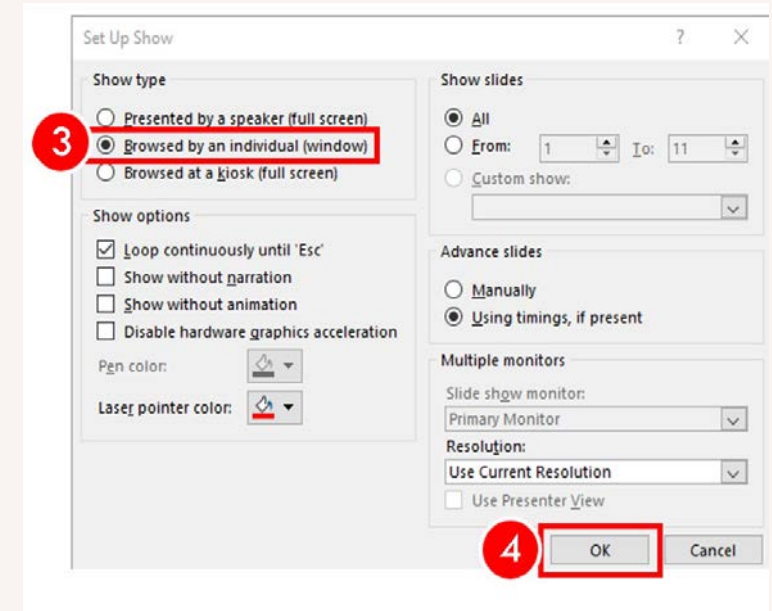 Set Up Show
Show type
Presented by a speaker (full screen)
3
Browsed by an individual (window)
Browsed at a kiosk (full screen)
Show options
Loop continuously until 'Esc'
Show without narration
Show without animation
Disable hardware graphics acceleration
Pen color:
Laser pointer color:
Show slides
All
From: 1 To: 11
Custom show:
Advance slides
Manually
Using timings, if present
Multiple monitors
Slide show monitor:
Primary Monitor
Resolution:
Use Current Resolution
Use Presenter View
4
OK Cancel